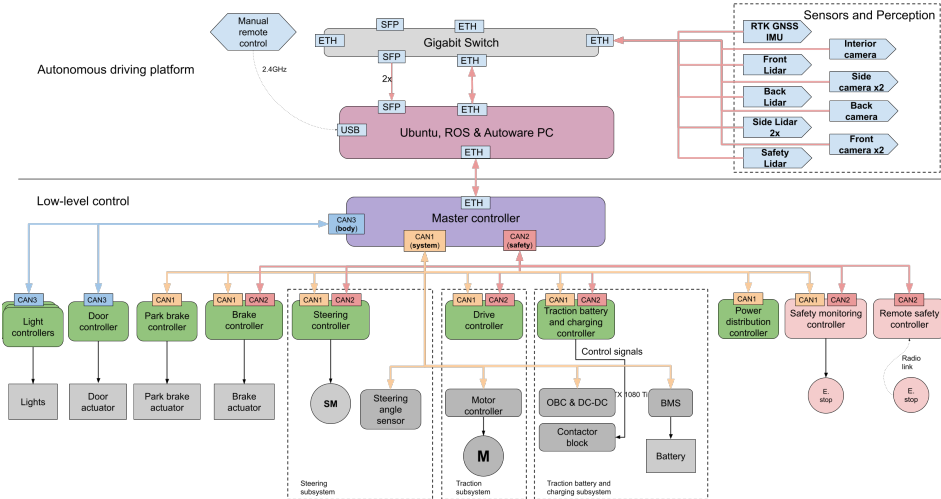 Sensors and Perception
Manual
remote
control
SFP
ETH
Gigabit Switch
ETH
SFP
ETH
RTK GNSS
IMU
Interior
camera
Front
Lidar
Side
camera x2
Back
Lidar
Back
camera
Side Lidar
2x
Front
camera x2
Safety
Lidar
Autonomous driving platform
2.4GHz
2x
SFP
ETH
USB
Ubuntu, ROS & Autoware PC
ETH
Low-level control
ETH
Master controller
CAN3
(body)
CAN1
(system)
CAN2
(safety)
CAN3
Light
controllers
CAN3
Door
controller
CAN1
Park brake
controller
CAN1
CAN2
Brake
controller
CAN1
CAN2
Steering
controller
CAN1
CAN2
Drive
controller
CAN1
CAN2
Traction battery
and charging
controller
CAN1
Power
distribution
controller
CAN1
CAN2
Safety monitoring
controller
CAN2
Remote safety
controller
Control signals
Radio
link
Lights
Door
actuator
Park brake
actuator
Brake
actuator
SM
Steering
angle
sensor
Motor
controller
OBC & DC-DC
TX 1080 Ti
BMS
E.
stop
E.
stop
Contactor
block
M
Battery
Steering
subsystem
Traction
subsystem
Traction battery and
charging subsystem